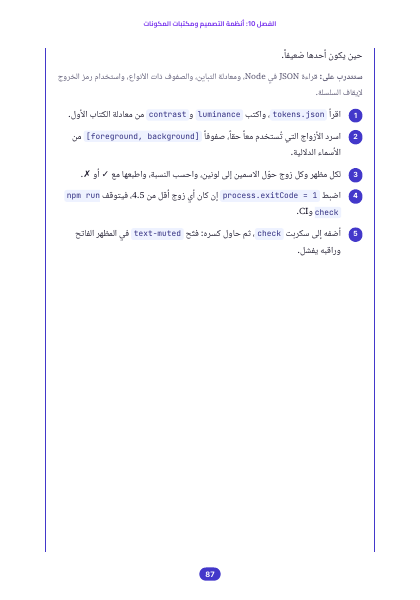 الفصل 10: أنظمة التصميم ومكتبات المكونات
حين يكون أحدها ضعيفاً.
ستتدرب على: قراءة JSON في Node، ومعادلة التباين، والصفوف ذات الأنواع، واستخدام رمز الخروج
لإيقاف السلسلة.
1 اقرأ tokens.json، واكتب luminance و contrast من معادلة الكتاب الأول.
2 اسرد الأزواج التي تُستخدم معاً حقاً، صفوفاً [foreground, background] من
الأسماء الدلالية.
3 لكل مظهر وكل زوج حوّل الاسمين إلى لونين، واحسب النسبة، واطبعها مع ✓ أو ✗.
4 اضبط process.exitCode = 1 إن كان أي زوج أقل من 4.5، فيتوقف npm run
check وCI.
5 أضفه إلى سكربت check، ثم حاول كسره: فتّح text-muted في المظهر الفاتح
وراقبه يفشل.
87